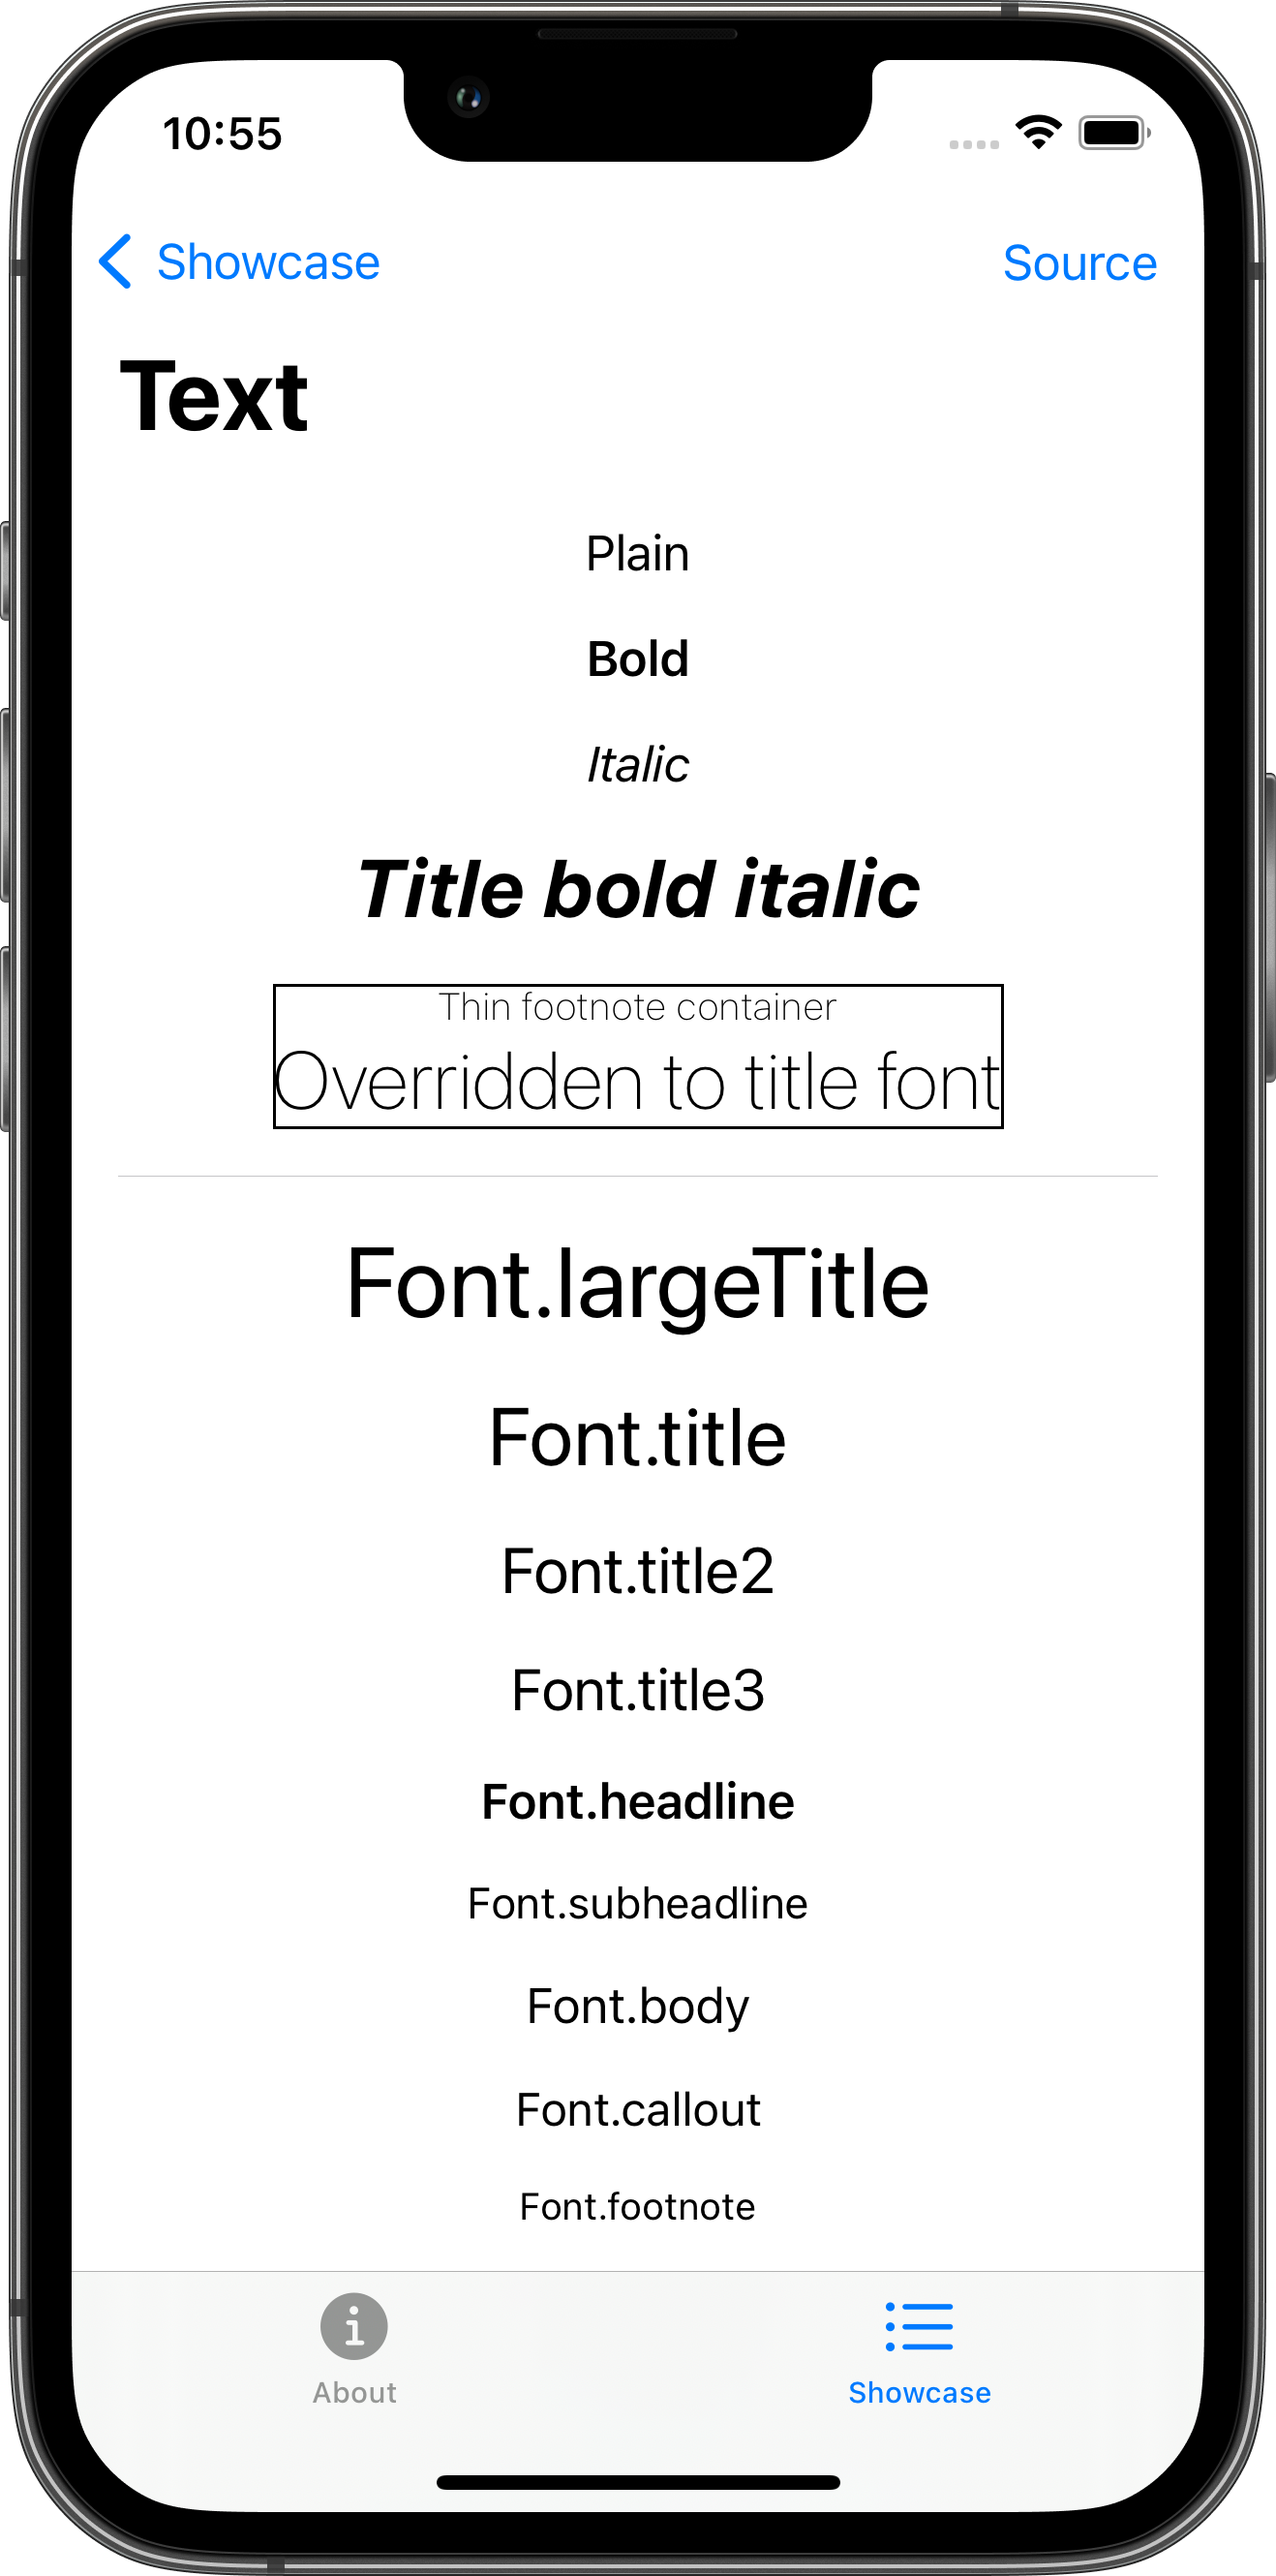 10:55
Showcase
Source
Text
Plain
Bold
Italic
Title bold italic
Thin footnote container
Overridden to title font
Font.largeTitle
Font.title
Font.title2
Font.title3
Font.headline
Font.subheadline
Font.body
Font.callout
Font.footnote
About
Showcase